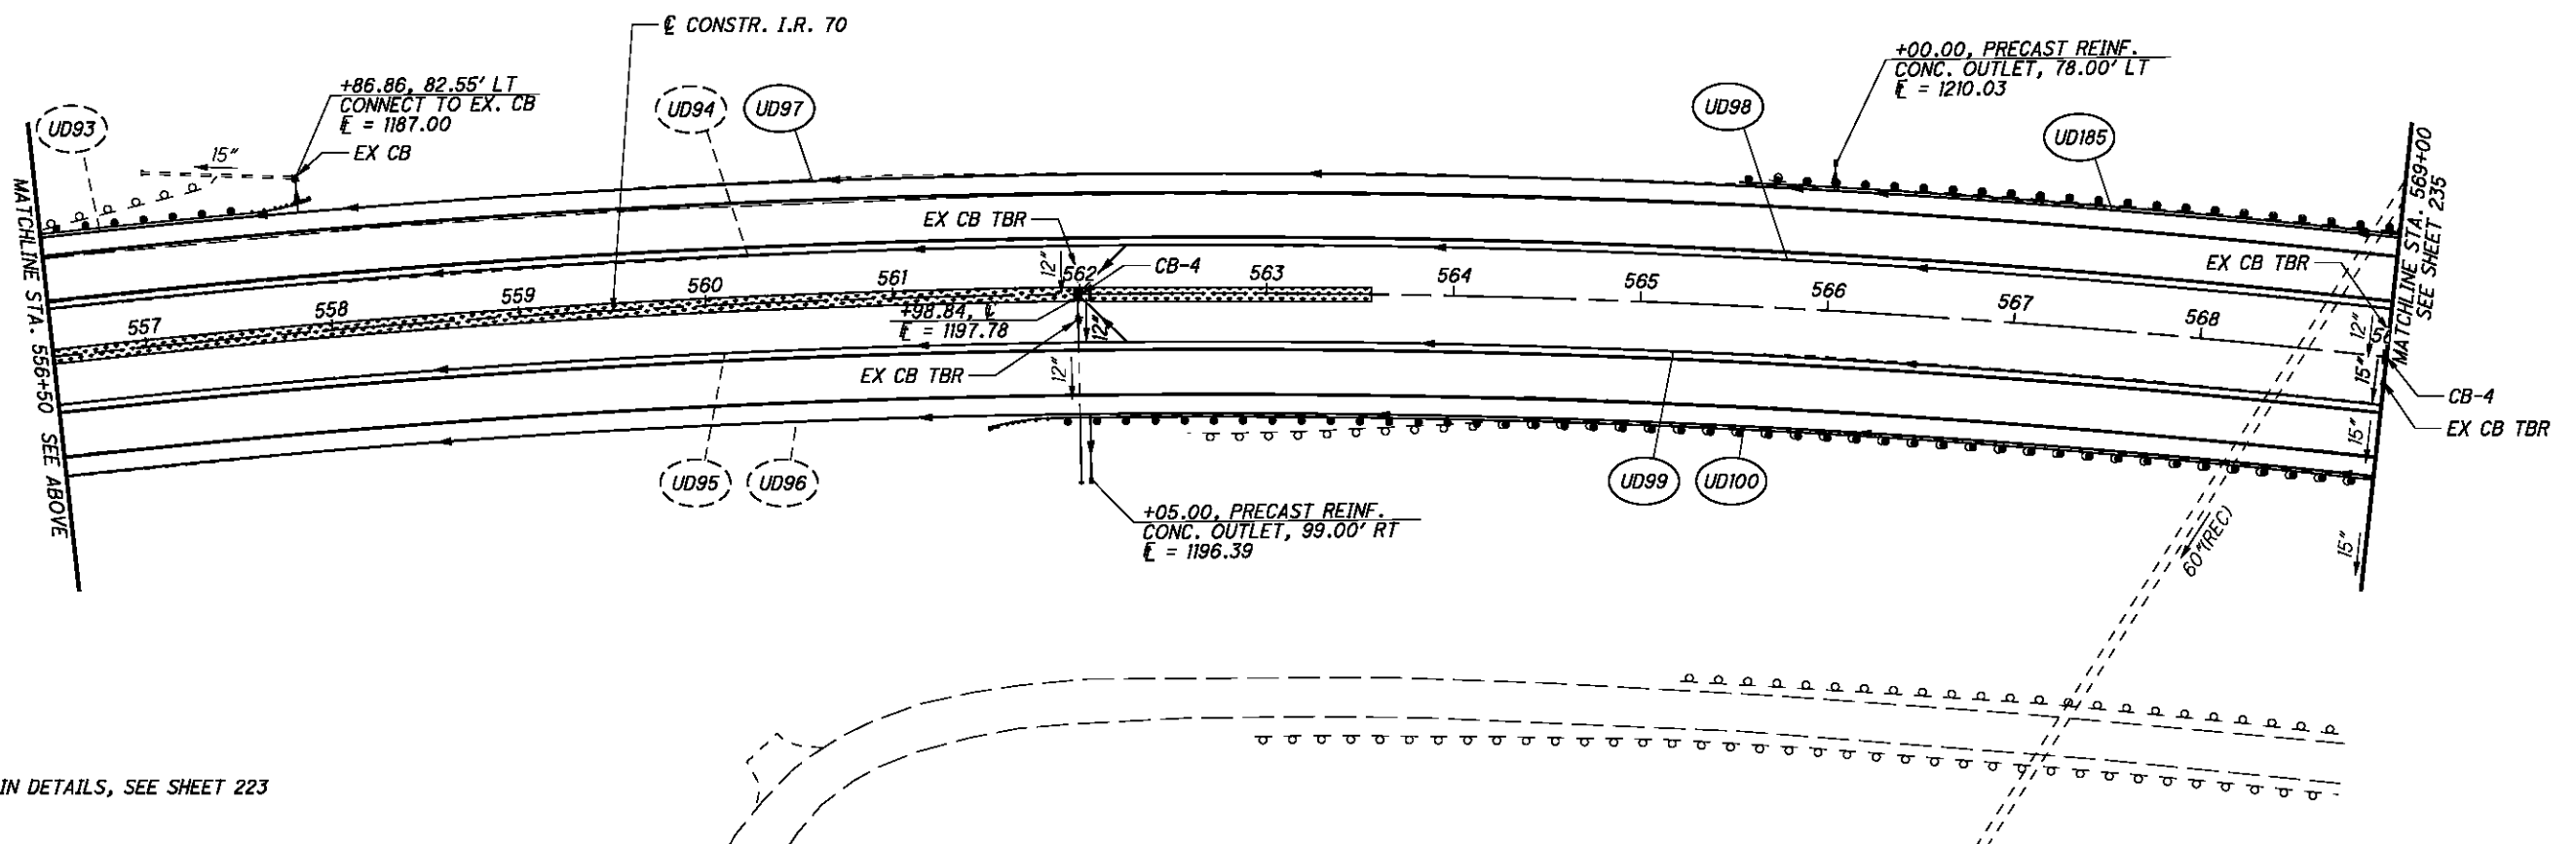 ℄ CONSTR. I.R. 70
+86.86, 82.55' LT
CONNECT TO EX. CB
℄ = 1187.00
EX CB
UD93
15"
UD94
UD97
+00.00, PRECAST REINF.
CONC. OUTLET, 78.00' LT
℄ = 1210.03
UD98
UD185
MATCHLINE STA. 556+50 SEE ABOVE
MATCHLINE STA. 569+00
SEE SHEET 235
EX CB TBR
12"
CB-4
557
558
559
560
561
562
563
564
565
566
567
568
56
+98.84, ℄
℄ = 1197.78
12"
EX CB TBR
12"
EX CB TBR
12"
15"
CB-4
EX CB TBR
15"
15"
UD95
UD96
UD99
UD100
+05.00, PRECAST REINF.
CONC. OUTLET, 99.00' RT
℄ = 1196.39
60"(REC)
IN DETAILS, SEE SHEET 223